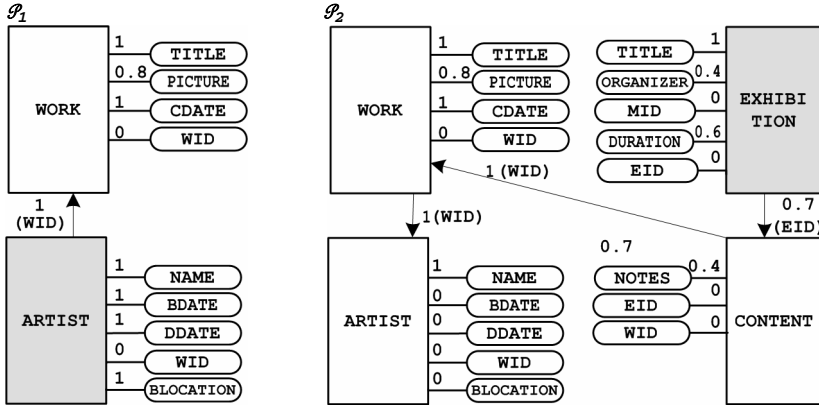 𝒫1
WORK
1 TITLE
0.8 PICTURE
1 CDATE
0 WID
1
(WID)
ARTIST
1 NAME
1 BDATE
1 DDATE
0 WID
1 BLOCATION
𝒫2
WORK
1 TITLE
0.8 PICTURE
1 CDATE
0 WID
1 (WID)
1(WID)
ARTIST
1 NAME
0 BDATE
0 DDATE
0 WID
0 BLOCATION
EXHIBI
TION
TITLE 1
ORGANIZER 0.4
MID 0
DURATION 0.6
EID 0
0.7
(EID)
0.7
CONTENT
NOTES 0.4
EID 0
WID 0